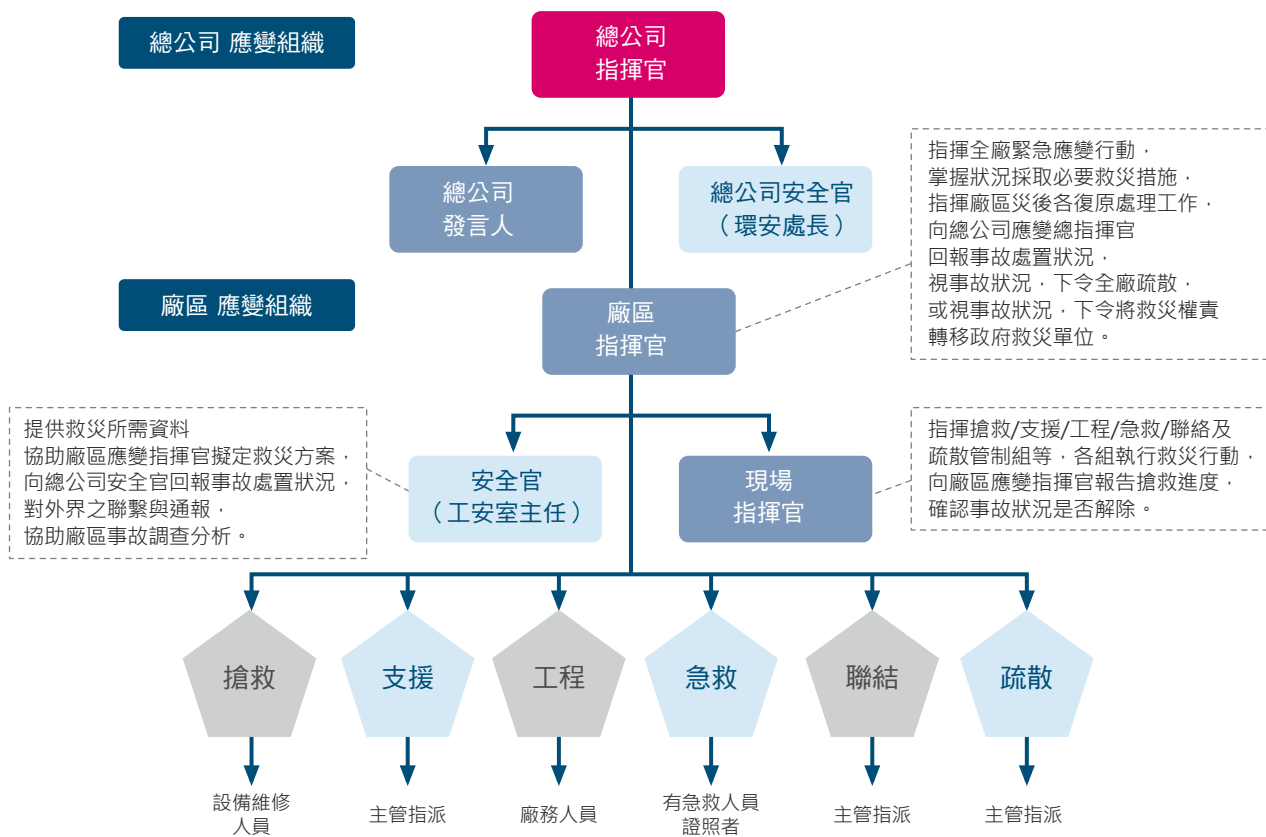 總公司 應變組織
總公司
指揮官
總公司
發言人
總公司安全官
（環安處長）
指揮全廠緊急應變行動，
掌握狀況採取必要救災措施，
指揮廠區災後各復原處理工作，
向總公司應變總指揮官
回報事故處置狀況，
視事故狀況，下令全廠疏散，
或視事故狀況，下令將救災權責
轉移政府救災單位。
廠區 應變組織
廠區
指揮官
提供救災所需資料
協助廠區應變指揮官擬定救災方案，
向總公司安全官回報事故處置狀況，
對外界之聯繫與通報，
協助廠區事故調查分析。
安全官
（工安室主任）
現場
指揮官
指揮搶救/支援/工程/急救/聯絡及
疏散管制組等，各組執行救災行動，
向廠區應變指揮官報告搶救進度，
確認事故狀況是否解除。
搶救
支援
工程
急救
聯結
疏散
設備維修
人員
主管指派
廠務人員
有急救人員
證照者
主管指派
主管指派